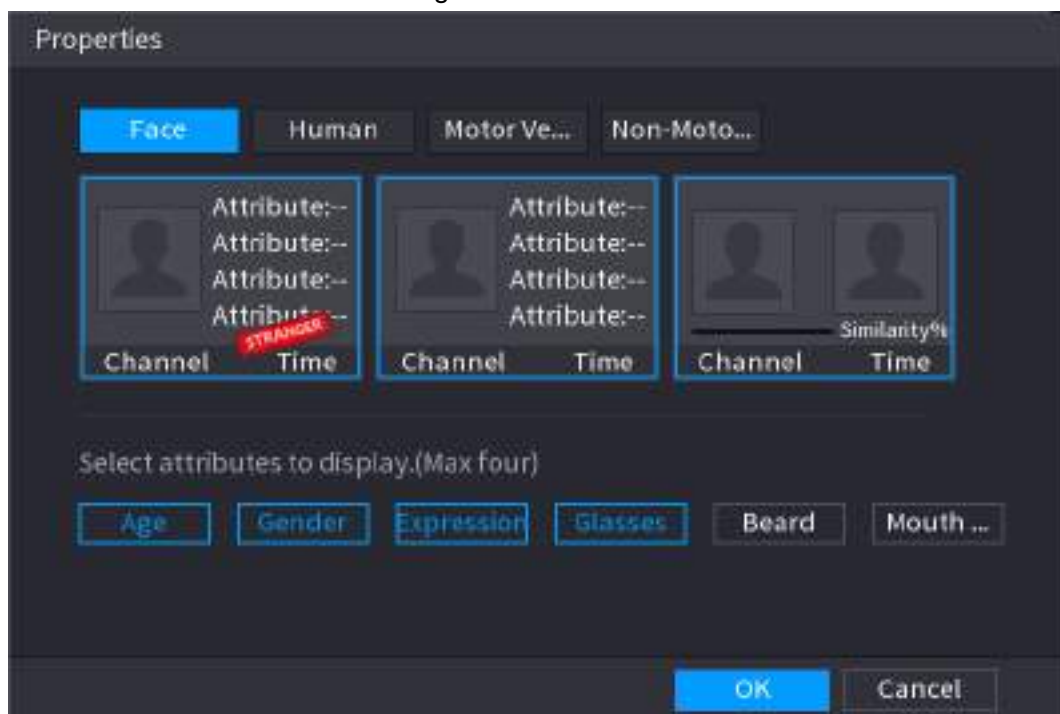 Properties
Face Human Motor Ve... Non-Moto...
Attribute:--
Attribute:--
Attribute:--
Attribute:--
STRANGER
Channel Time
Attribute:--
Attribute:--
Attribute:--
Attribute:--
Channel Time
Similarity%
Channel Time
Select attributes to display.(Max four)
Age Gender Expression Glasses Beard Mouth ...
OK Cancel